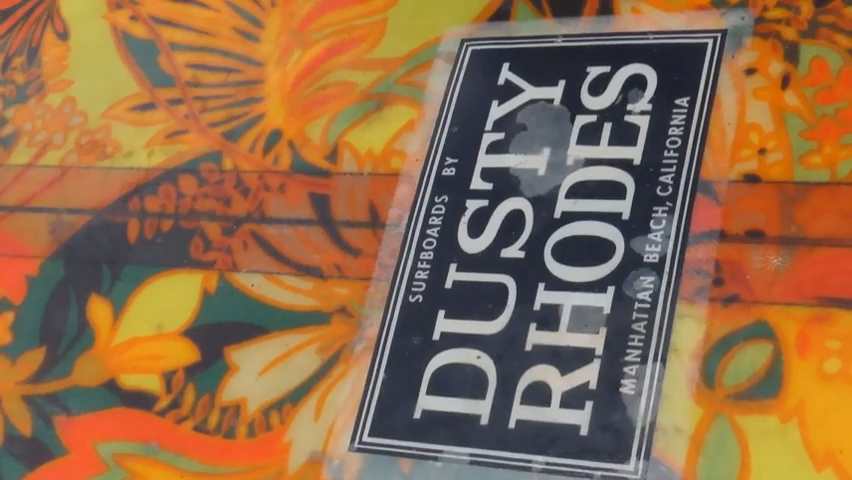 SURFBOARDS BY
DUSTY
RHODES
MANHATTAN BEACH, CALIFORNIA